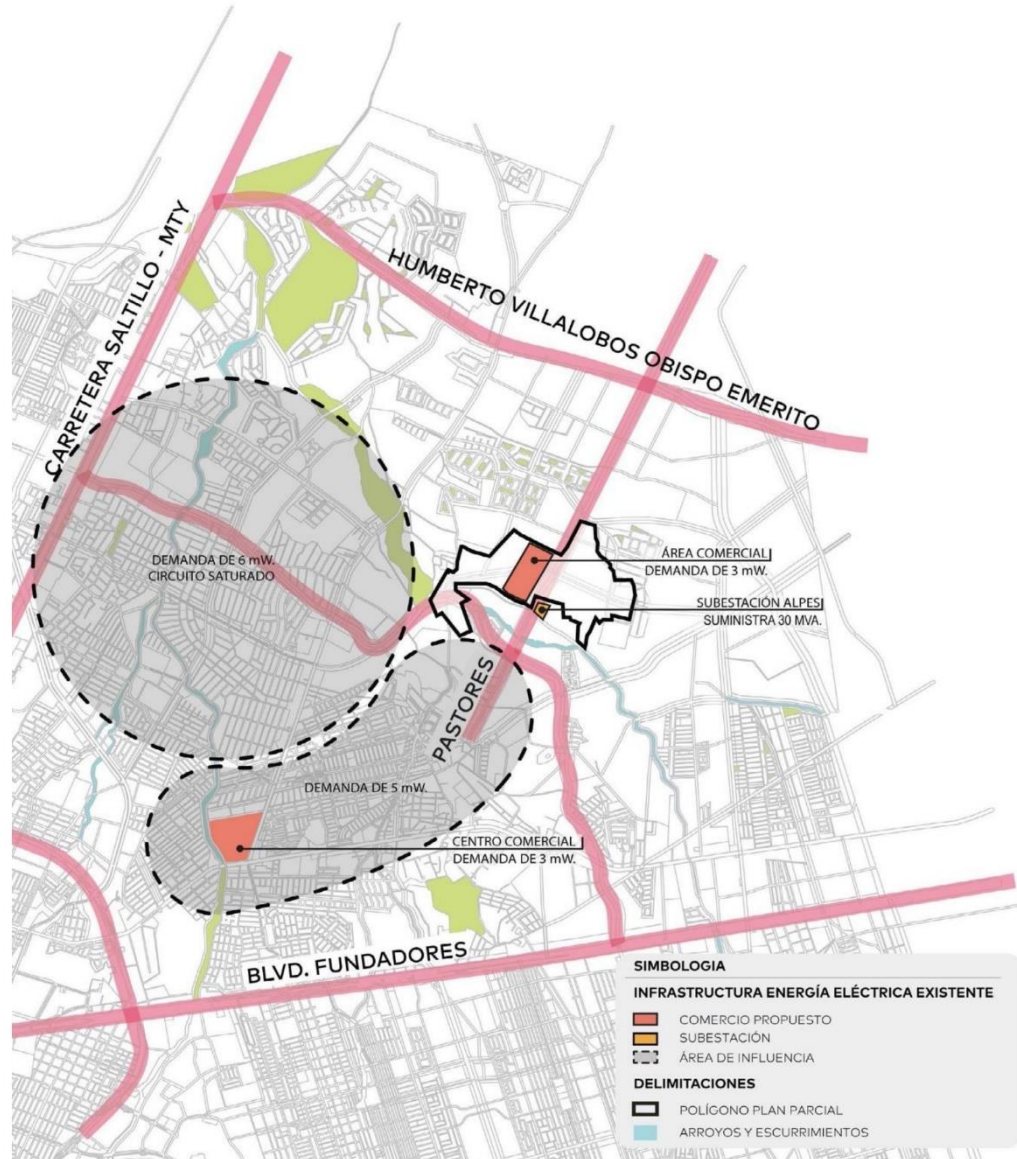 CARRETERA SALTILLO - MTY
HUMBERTO VILLALOBOS OBISPO EMERITO
DEMANDA DE 6 mW.
CIRCUITO SATURADO
ÁREA COMERCIAL
DEMANDA DE 3 mW.
SUBESTACIÓN ALPES
SUMINISTRA 30 MVA.
PASTORES
DEMANDA DE 5 mW.
CENTRO COMERCIAL
DEMANDA DE 3 mW.
BLVD. FUNDADORES
SIMBOLOGIA
INFRASTRUCTURA ENERGÍA ELÉCTRICA EXISTENTE
COMERCIO PROPUESTO
SUBESTACIÓN
ÁREA DE INFLUENCIA
DELIMITACIONES
POLÍGONO PLAN PARCIAL
ARROYOS Y ESCURRIMIENTOS